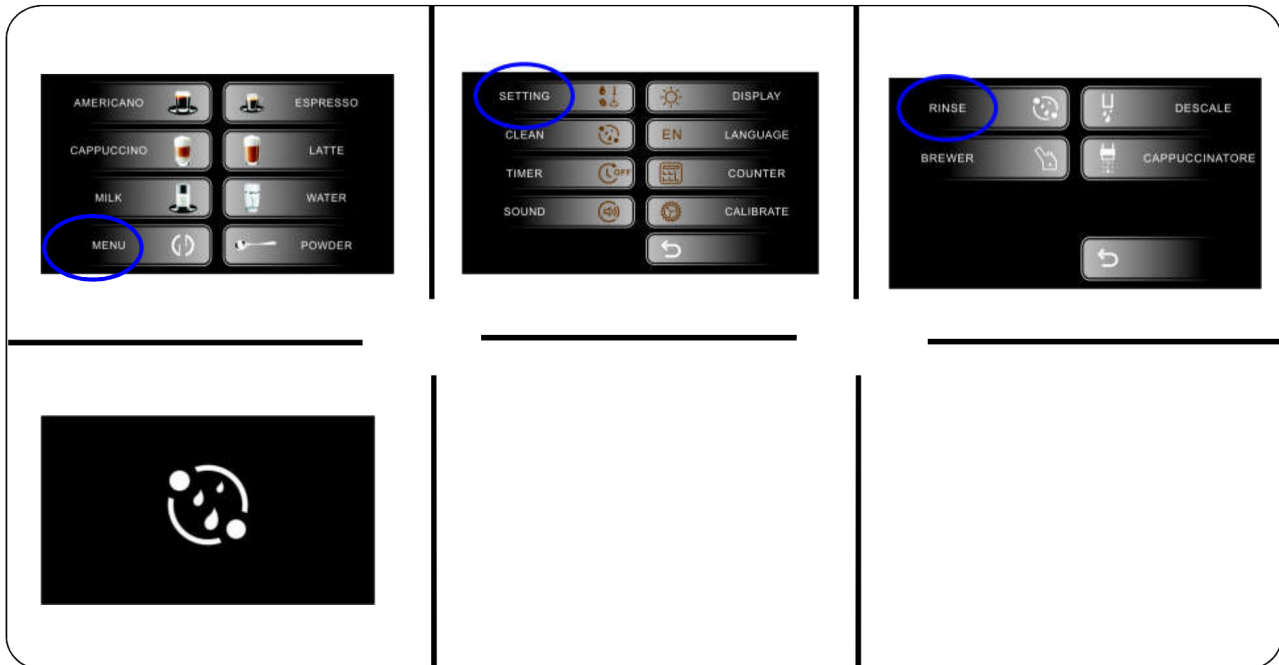 AMERICANO ESPRESSO
CAPPUCCINO LATTE
MILK WATER
MENU POWDER
SETTING DISPLAY
CLEAN EN LANGUAGE
TIMER OFF COUNTER
SOUND CALIBRATE
RINSE DESCALE
BREWER CAPPUCCINATORE